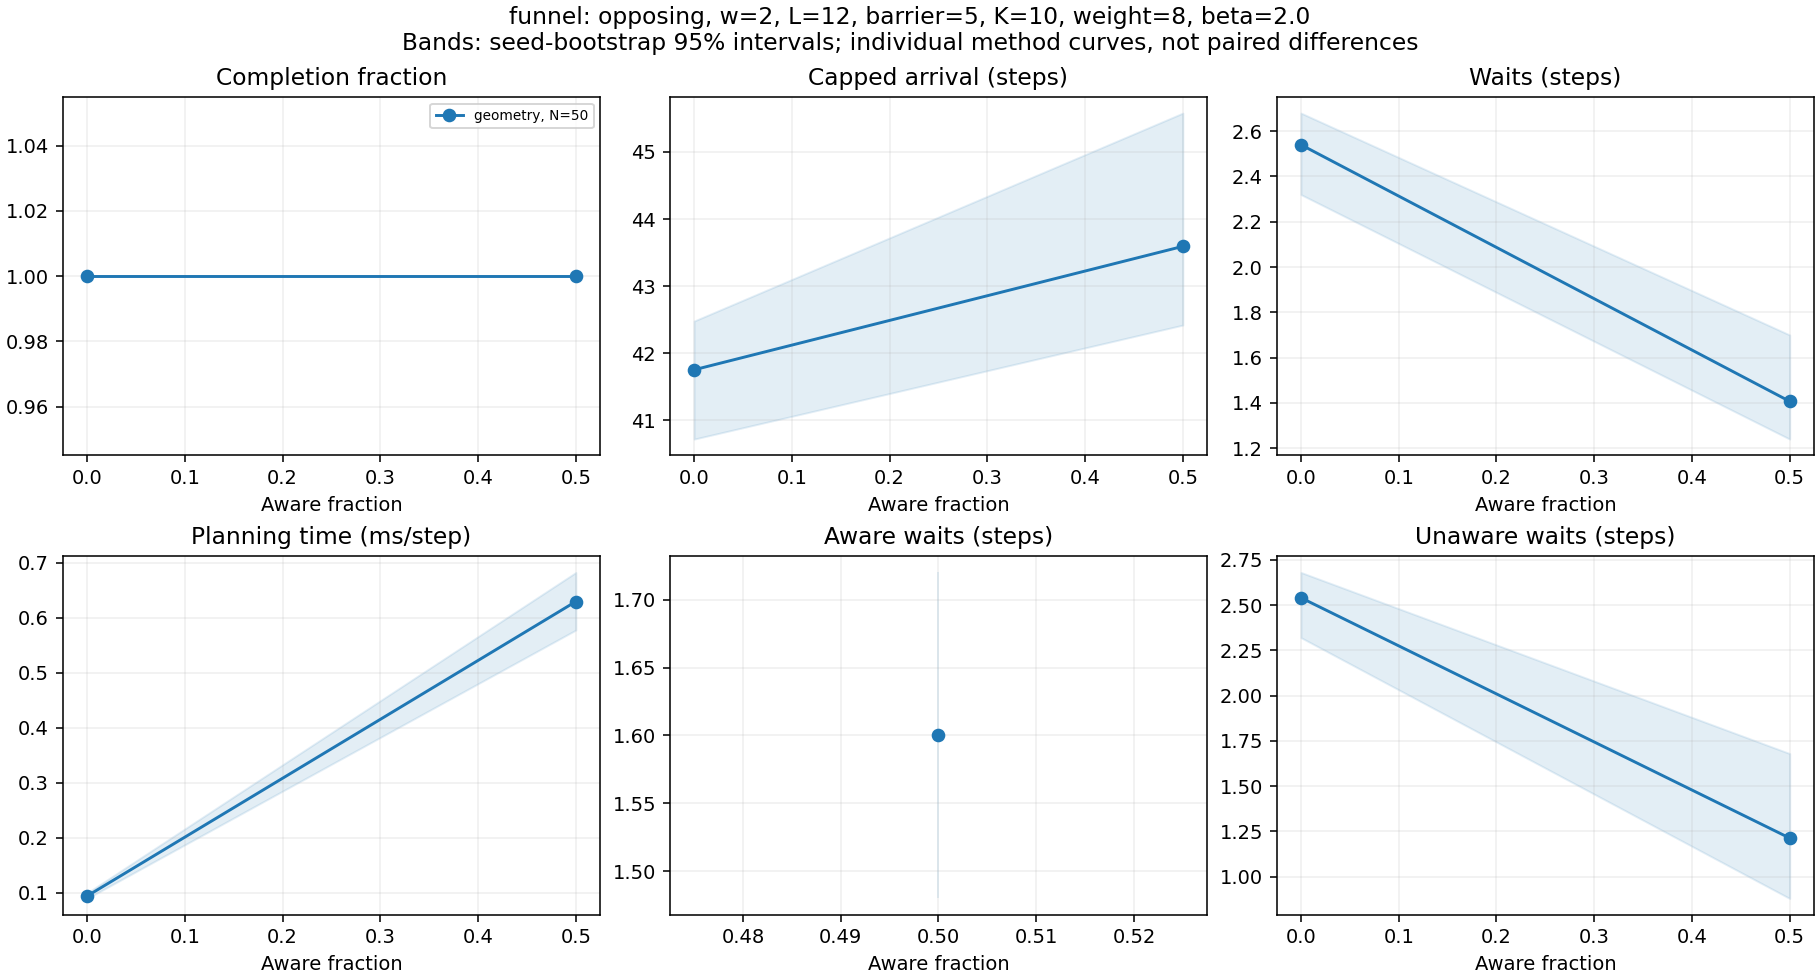 funnel: opposing, w=2, L=12, barrier=5, K=10, weight=8, beta=2.0
Bands: seed-bootstrap 95% intervals; individual method curves, not paired differences
Completion fraction
geometry, N=50
1.04
1.02
1.00
0.98
0.96
0.0 0.1 0.2 0.3 0.4 0.5
Aware fraction
Capped arrival (steps)
45
44
43
42
41
0.0 0.1 0.2 0.3 0.4 0.5
Aware fraction
Waits (steps)
2.6
2.4
2.2
2.0
1.8
1.6
1.4
1.2
0.0 0.1 0.2 0.3 0.4 0.5
Aware fraction
Planning time (ms/step)
0.7
0.6
0.5
0.4
0.3
0.2
0.1
0.0 0.1 0.2 0.3 0.4 0.5
Aware fraction
Aware waits (steps)
1.70
1.65
1.60
1.55
1.50
0.48 0.49 0.50 0.51 0.52
Aware fraction
Unaware waits (steps)
2.75
2.50
2.25
2.00
1.75
1.50
1.25
1.00
0.0 0.1 0.2 0.3 0.4 0.5
Aware fraction